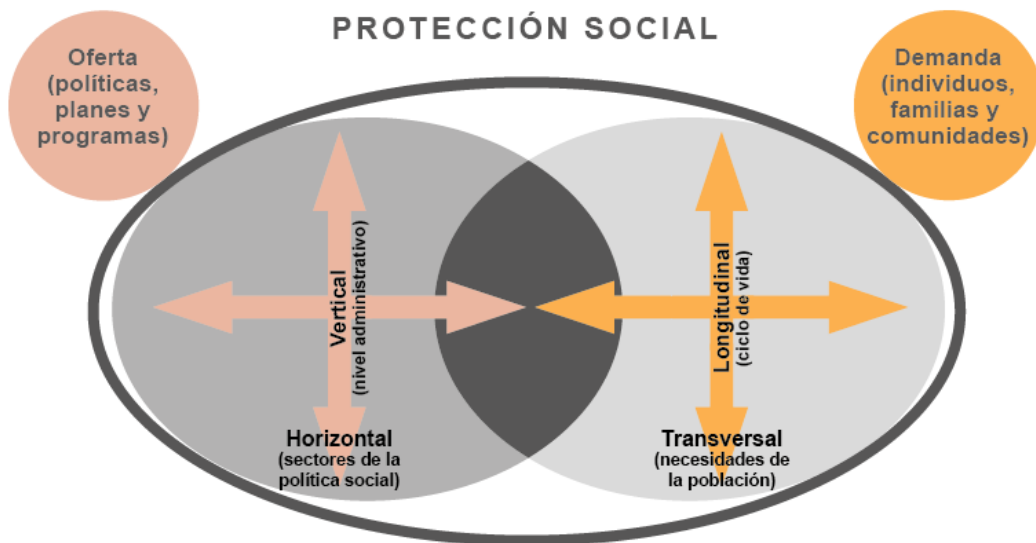 PROTECCIÓN SOCIAL
Oferta
(políticas,
planes y
programas)
Demanda
(individuos,
familias y
comunidades)
Vertical
(nivel administrativo)
Horizontal
(sectores de la
política social)
Longitudinal
(ciclo de vida)
Transversal
(necesidades de
la población)